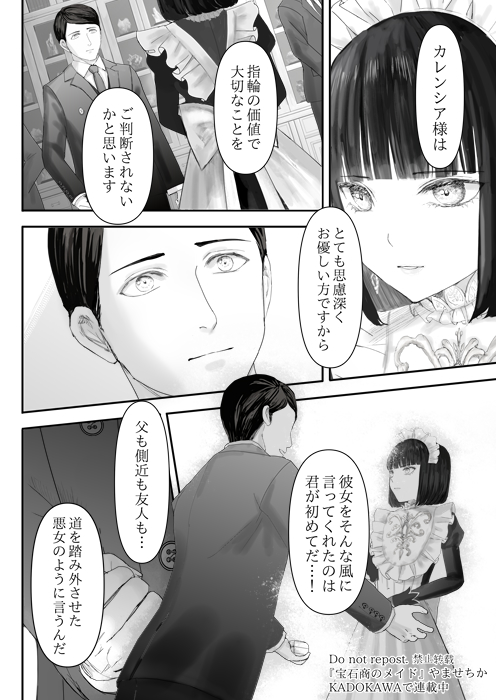 カレンシア様は
指輪の価値で
大切なことを
ご判断されない
かと思います
とても思慮深く
お優しい方ですから
彼女をそんな風に
言ってくれたのは
君が初めてだ…!
父も側近も友人も…
道を踏み外させた
悪女のように言うんだ
Do not repost. 禁止转载
『宝石商のメイド』やませちか
KADOKAWAで連載中